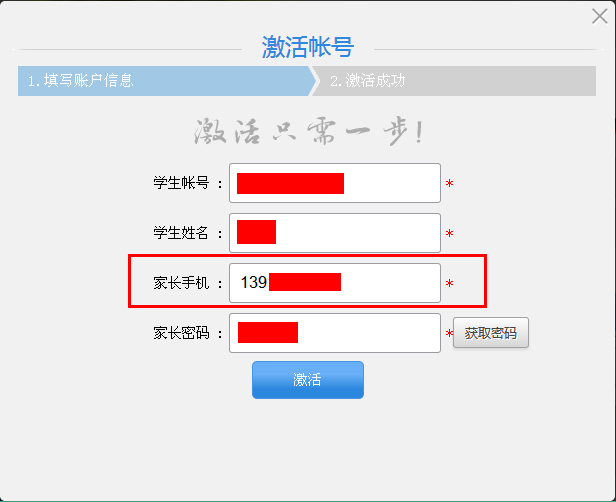 激活帐号
1.填写账户信息 2.激活成功
激活只需一步!
学生帐号 : *
学生姓名 : *
家长手机 : 139 *
家长密码 : * 获取密码
激活